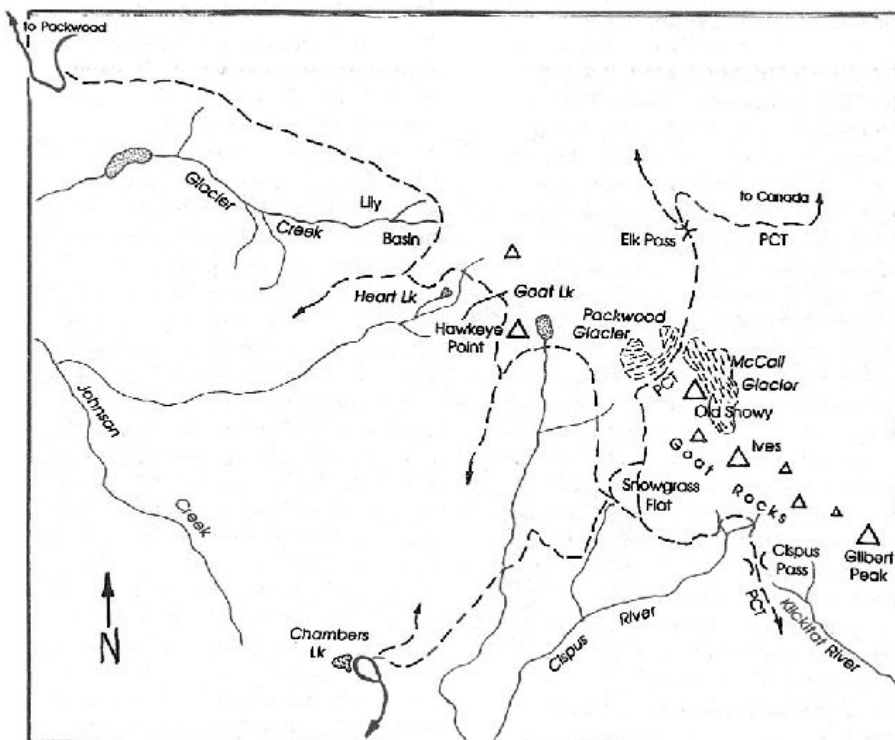 to Packwood
to Canada
PCT
Lily
Basin
Glacier
Creek
Elk Pass
Heart Lk
Goat Lk
Hawkeye
Point
Packwood
Glacier
McCall
Glacier
PCT
Old Snowy
Johnson
Creek
Goat
Rocks
Ives
Snowgrass
Flat
Gilbert
Peak
Cispus
Pass
PCT
Klickitat River
Cispus
River
Chambers
Lk
N